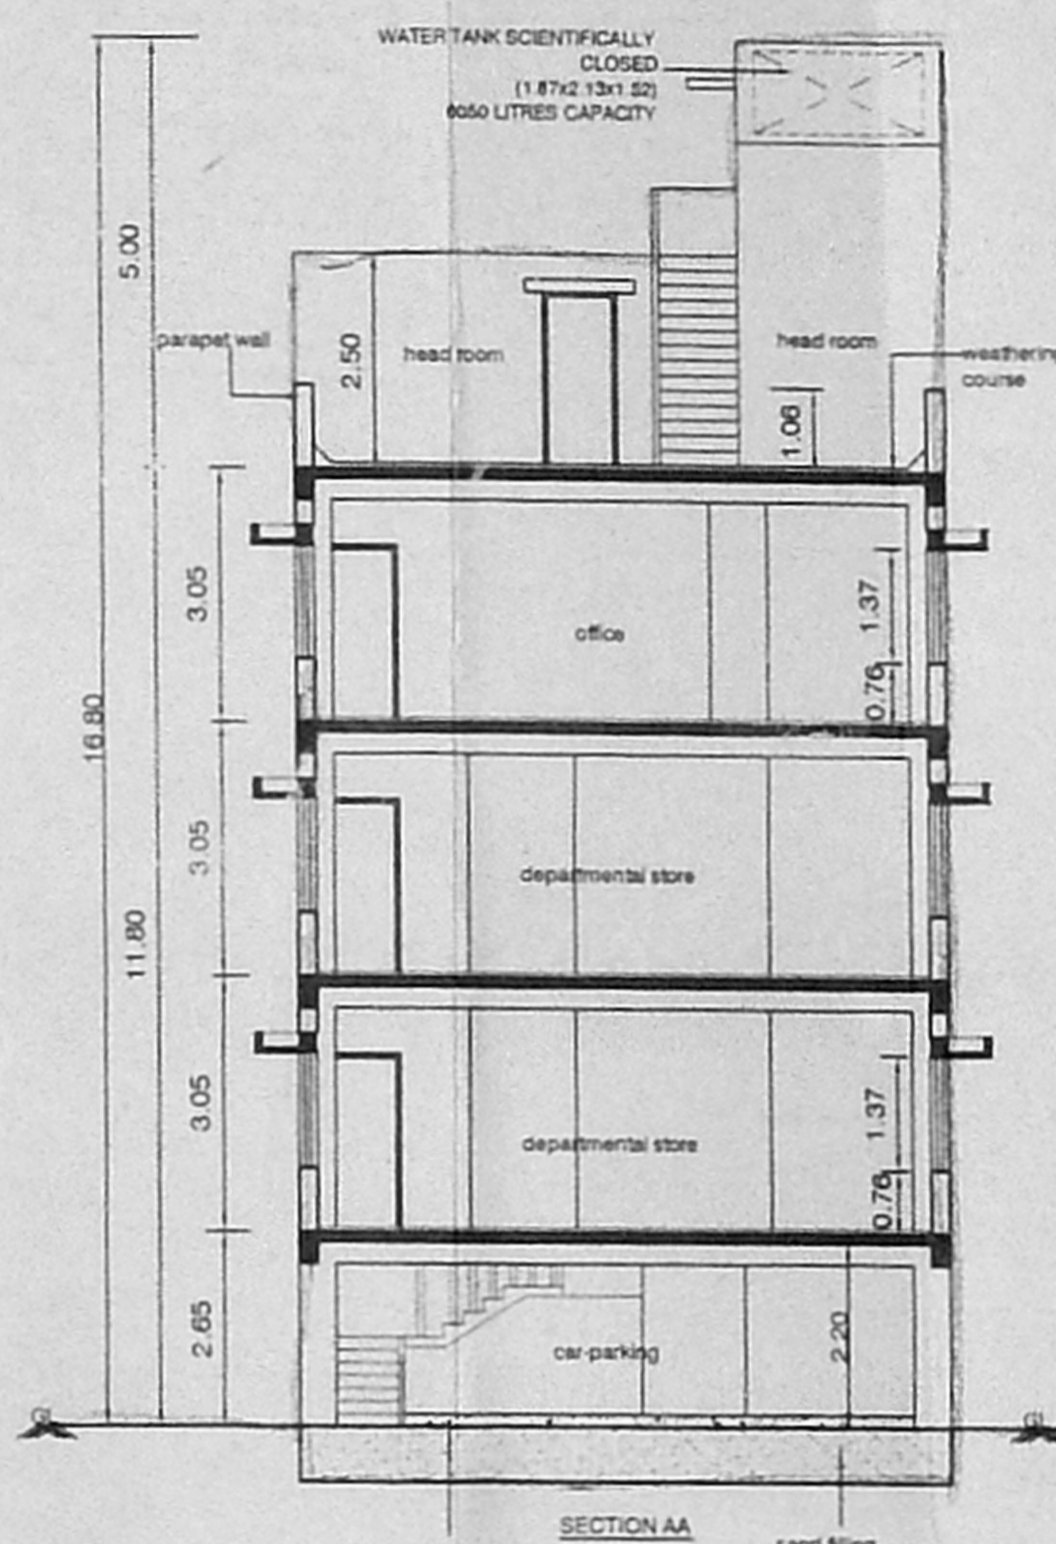 WATER TANK SCIENTIFICALLY
CLOSED
(1.87x2.13x1.52)
6050 LITRES CAPACITY
5.00
parapet wall
2.50
head room
head room
weathering
course
1.06
3.05
office
1.37
0.76
16.80
3.05
departmental store
11.80
3.05
departmental store
1.37
0.76
2.65
car-parking
2.20
GL
GL
SECTION AA
sand filling